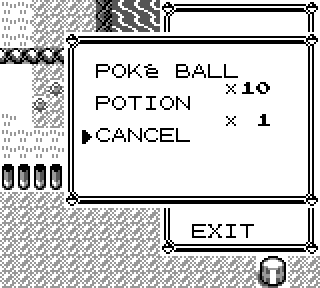 POKé BALL
×10
POTION
× 1
▶CANCEL
EXIT